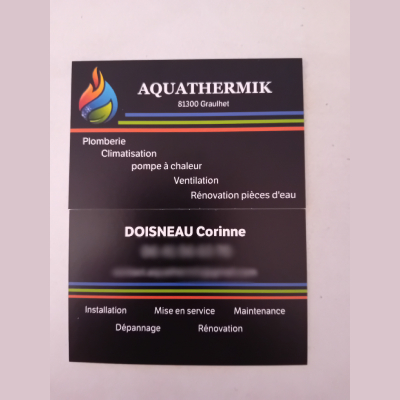 AQUATHERMIK
81300 Graulhet
Plomberie
Climatisation
pompe à chaleur
Ventilation
Rénovation pièces d'eau
DOISNEAU Corinne
Installation Mise en service Maintenance
Dépannage Rénovation